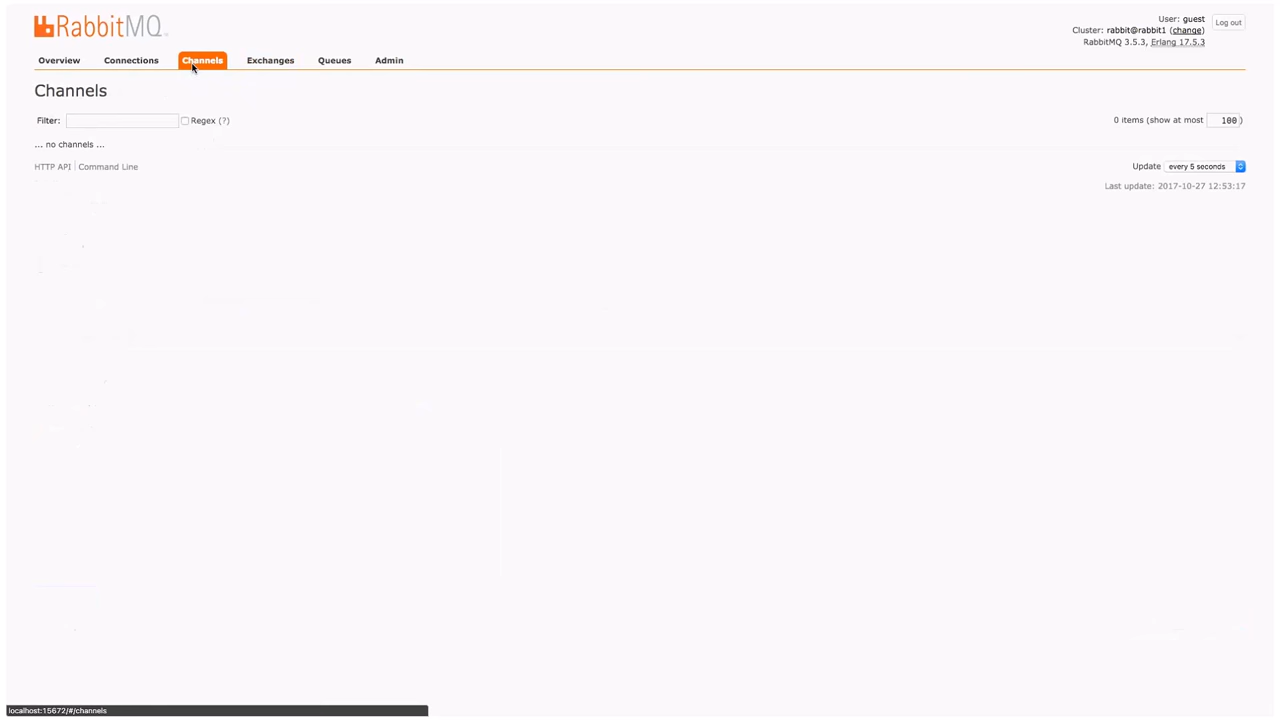 RabbitMQ
User: guest
Log out
Cluster: rabbit@rabbit1 (change)
RabbitMQ 3.5.3, Erlang 17.5.3
Overview Connections Channels Exchanges Queues Admin
Channels
Filter: Regex (?)
0 items (show at most 100)
... no channels ...
HTTP API Command Line
Update every 5 seconds
Last update: 2017-10-27 12:53:17
localhost:15672/#/channels